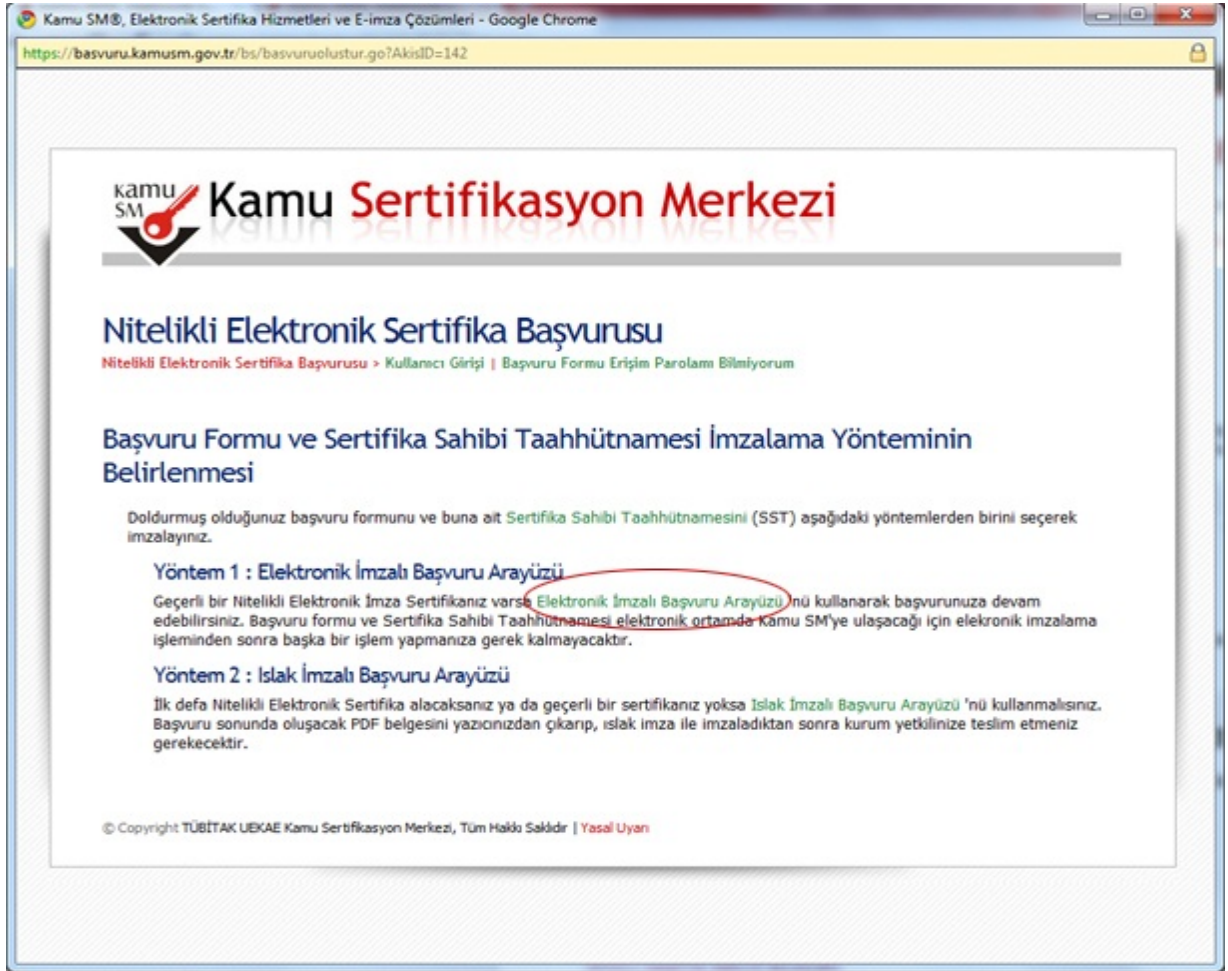 Kamu SM®, Elektronik Sertifika Hizmetleri ve E-imza Çözümleri - Google Chrome
https://basvuru.kamusm.gov.tr/bs/basvuruolustur.go?AkisID=142
kamu
SM
Kamu Sertifikasyon Merkezi
Nitelikli Elektronik Sertifika Başvurusu
Nitelikli Elektronik Sertifika Başvurusu > Kullanıcı Girişi | Başvuru Formu Erişim Parolamı Bilmiyorum
Başvuru Formu ve Sertifika Sahibi Taahhütnamesi İmzalama Yönteminin
Belirlenmesi
Doldurmuş olduğunuz başvuru formunu ve buna ait Sertifika Sahibi Taahhütnamesini (SST) aşağıdaki yöntemlerden birini seçerek
imzalayınız.
Yöntem 1 : Elektronik İmzalı Başvuru Arayüzü
Geçerli bir Nitelikli Elektronik İmza Sertifikanız varsa Elektronik İmzalı Başvuru Arayüzü 'nü kullanarak başvurunuza devam
edebilirsiniz. Başvuru formu ve Sertifika Sahibi Taahhütnamesi elektronik ortamda Kamu SM'ye ulaşacağı için elekronik imzalama
işleminden sonra başka bir işlem yapmanıza gerek kalmayacaktır.
Yöntem 2 : Islak İmzalı Başvuru Arayüzü
İlk defa Nitelikli Elektronik Sertifika alacaksanız ya da geçerli bir sertifikanız yoksa Islak İmzalı Başvuru Arayüzü 'nü kullanmalısınız.
Başvuru sonunda oluşacak PDF belgesini yazıcınızdan çıkarıp, ıslak imza ile imzaladıktan sonra kurum yetkilinize teslim etmeniz
gerekecektir.
© Copyright TÜBİTAK UEKAE Kamu Sertifikasyon Merkezi, Tüm Hakkı Saklıdır | Yasal Uyarı